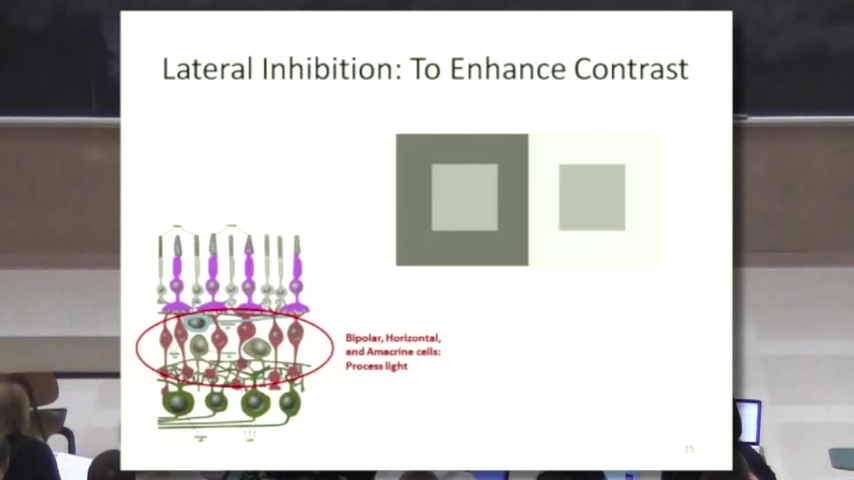 Lateral Inhibition: To Enhance Contrast
Bipolar, Horizontal,
and Amacrine cells:
Process light
15